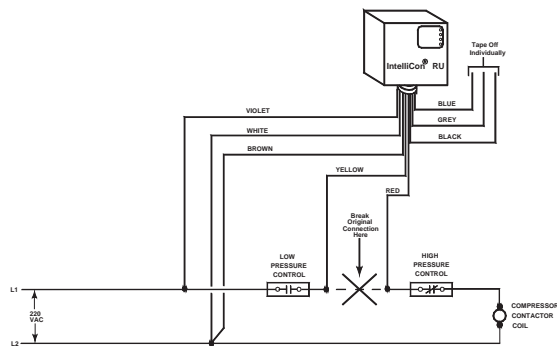 IntelliCon® RU
Tape Off
Individually
BLUE
GREY
BLACK
VIOLET
WHITE
BROWN
YELLOW
RED
Break
Original
Connection
Here
LOW
PRESSURE
CONTROL
HIGH
PRESSURE
CONTROL
L1
220
VAC
L2
COMPRESSOR
CONTACTOR
COIL